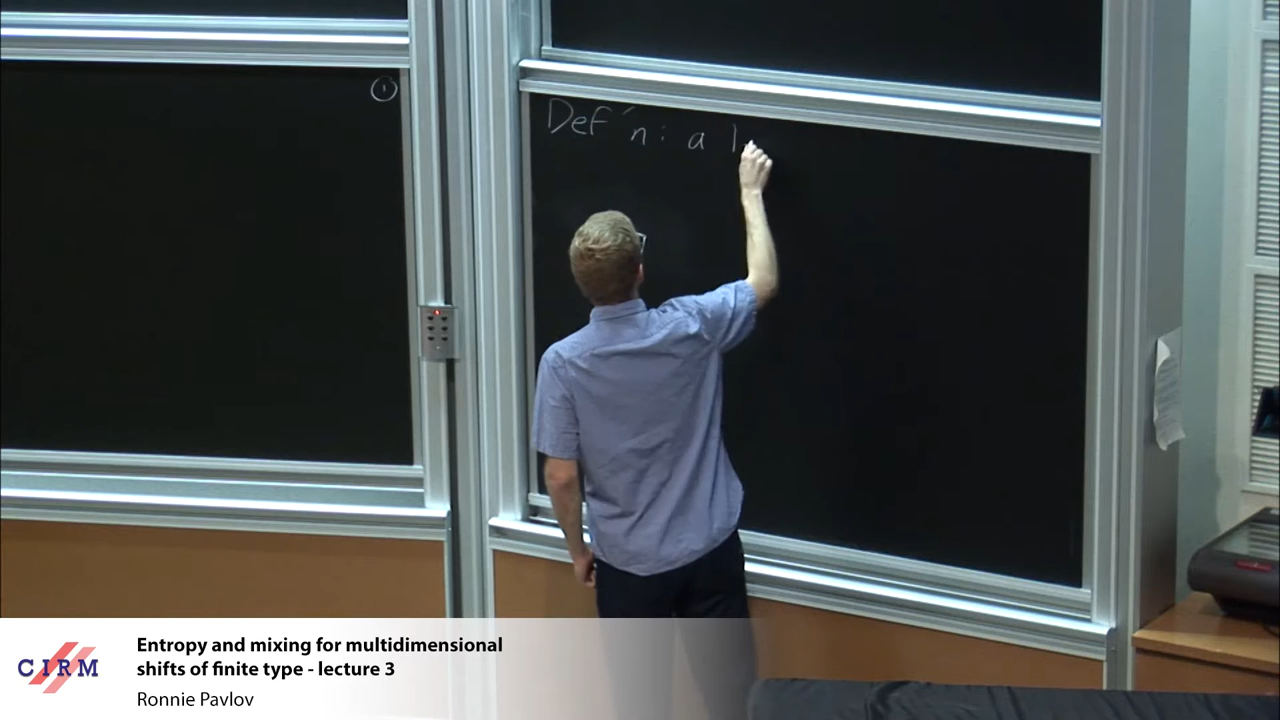 ①
Def'n: a
CIRM
Entropy and mixing for multidimensional
shifts of finite type - lecture 3
Ronnie Pavlov